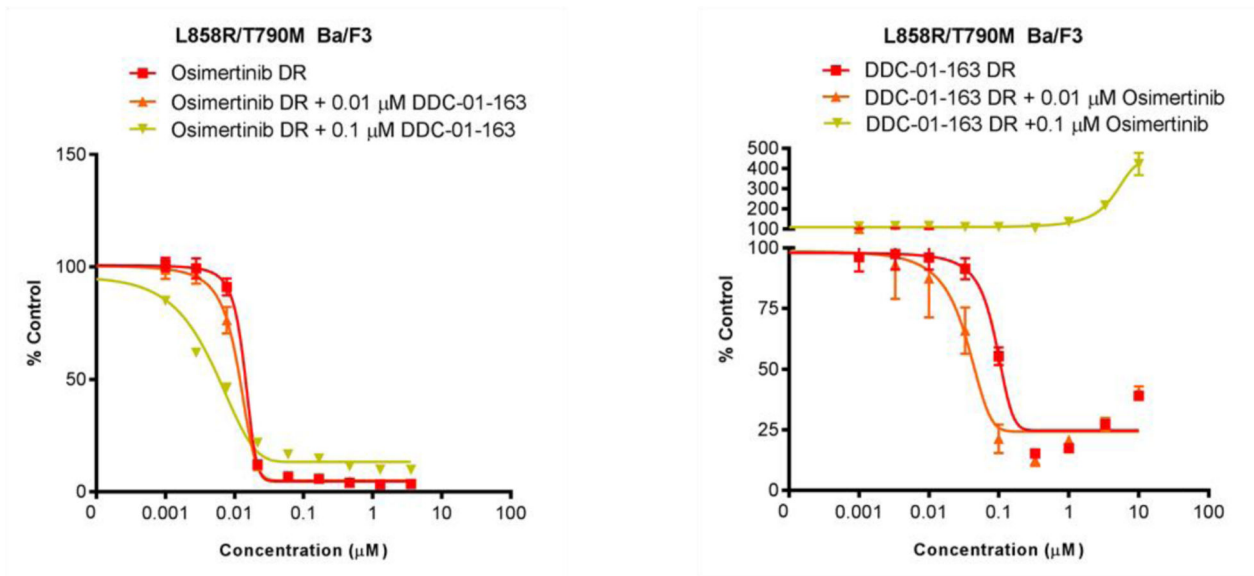 L858R/T790M Ba/F3
Osimertinib DR
Osimertinib DR + 0.01 μM DDC-01-163
Osimertinib DR + 0.1 μM DDC-01-163
150
100
50
0
% Control
0 0.001 0.01 0.1 1 10 100
Concentration (μM)
L858R/T790M Ba/F3
DDC-01-163 DR
DDC-01-163 DR + 0.01 μM Osimertinib
DDC-01-163 DR +0.1 μM Osimertinib
500
400
300
200
100
100
75
50
25
0
% Control
0 0.001 0.01 0.1 1 10 100
Concentration (μM)